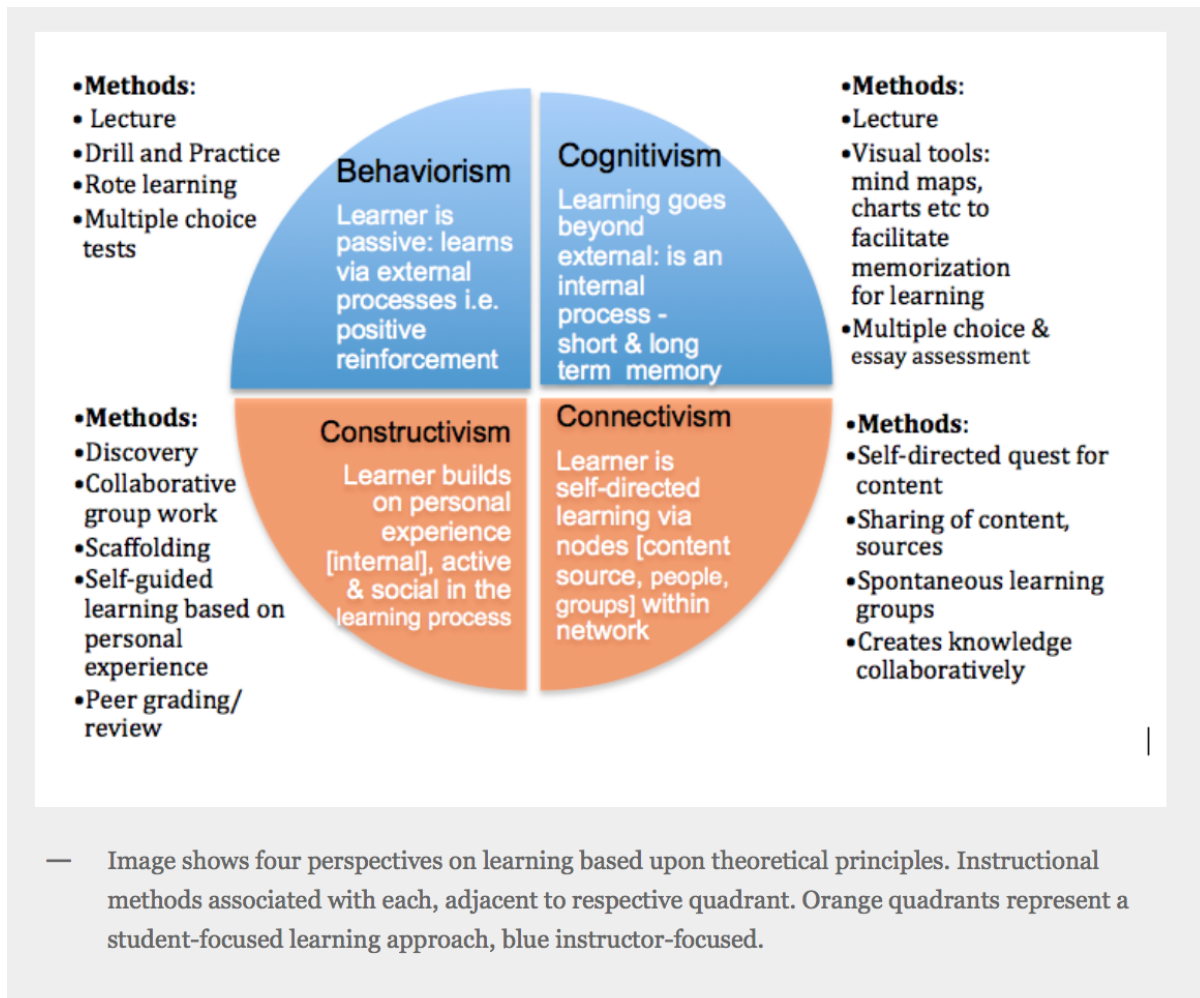 •Methods:
• Lecture
•Drill and Practice
•Rote learning
•Multiple choice
tests
Behaviorism
Learner is
passive: learns
via external
processes i.e.
positive
reinforcement
Cognitivism
Learning goes
beyond
external: is an
internal
process -
short & long
term memory
•Methods:
•Lecture
•Visual tools:
mind maps,
charts etc to
facilitate
memorization
for learning
•Multiple choice &
essay assessment
•Methods:
•Discovery
•Collaborative
group work
•Scaffolding
•Self-guided
learning based on
personal
experience
•Peer grading/
review
Constructivism
Learner builds
on personal
experience
[internal], active
& social in the
learning process
Connectivism
Learner is
self-directed
learning via
nodes [content
source, people,
groups] within
network
•Methods:
•Self-directed quest for
content
•Sharing of content,
sources
•Spontaneous learning
groups
•Creates knowledge
collaboratively
— Image shows four perspectives on learning based upon theoretical principles. Instructional
methods associated with each, adjacent to respective quadrant. Orange quadrants represent a
student-focused learning approach, blue instructor-focused.